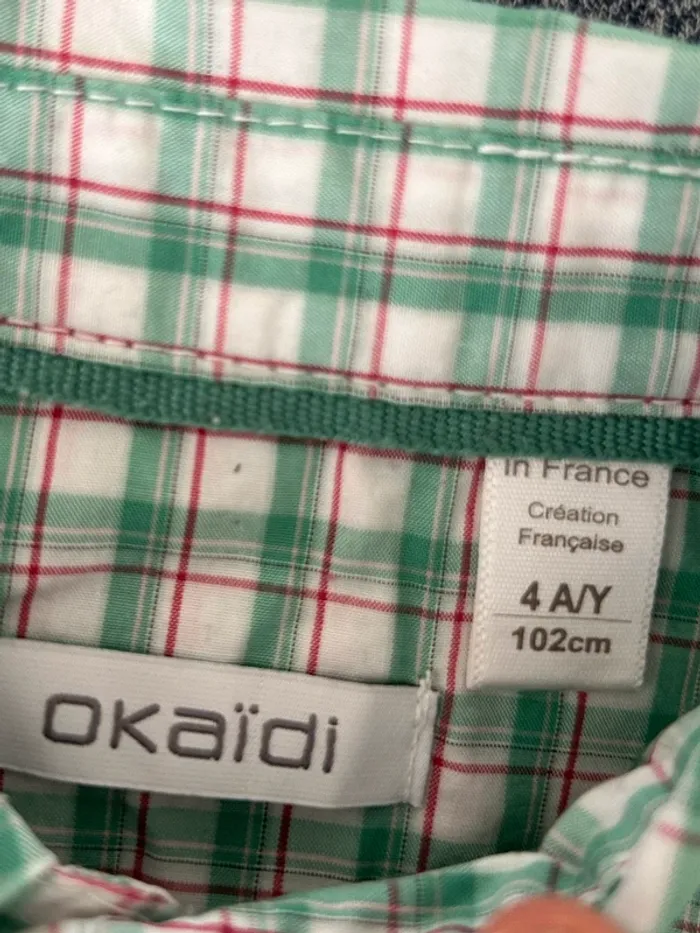 in France
Création
Française
4 A/Y
102cm
okaïdi